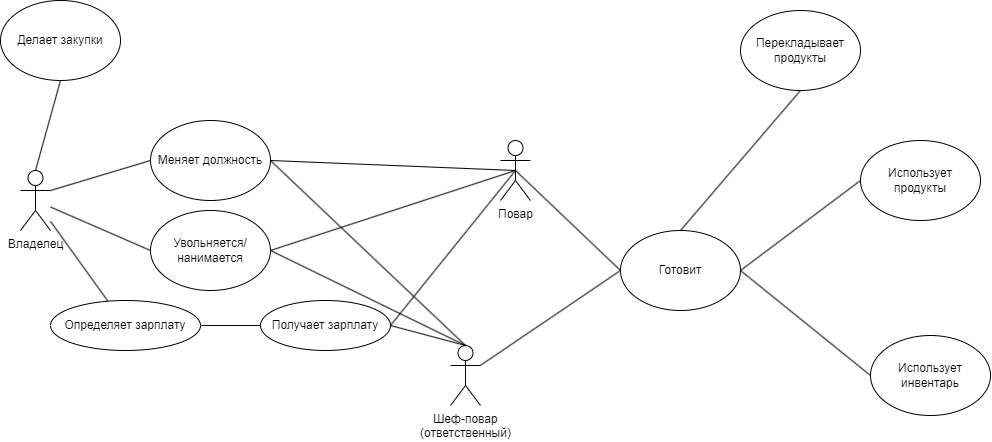 Делает закупки
Перекладывает
продукты
Меняет должность
Использует
продукты
Повар
Владелец
Увольняется/
нанимается
Готовит
Определяет зарплату
Получает зарплату
Использует
инвентарь
Шеф-повар
(ответственный)